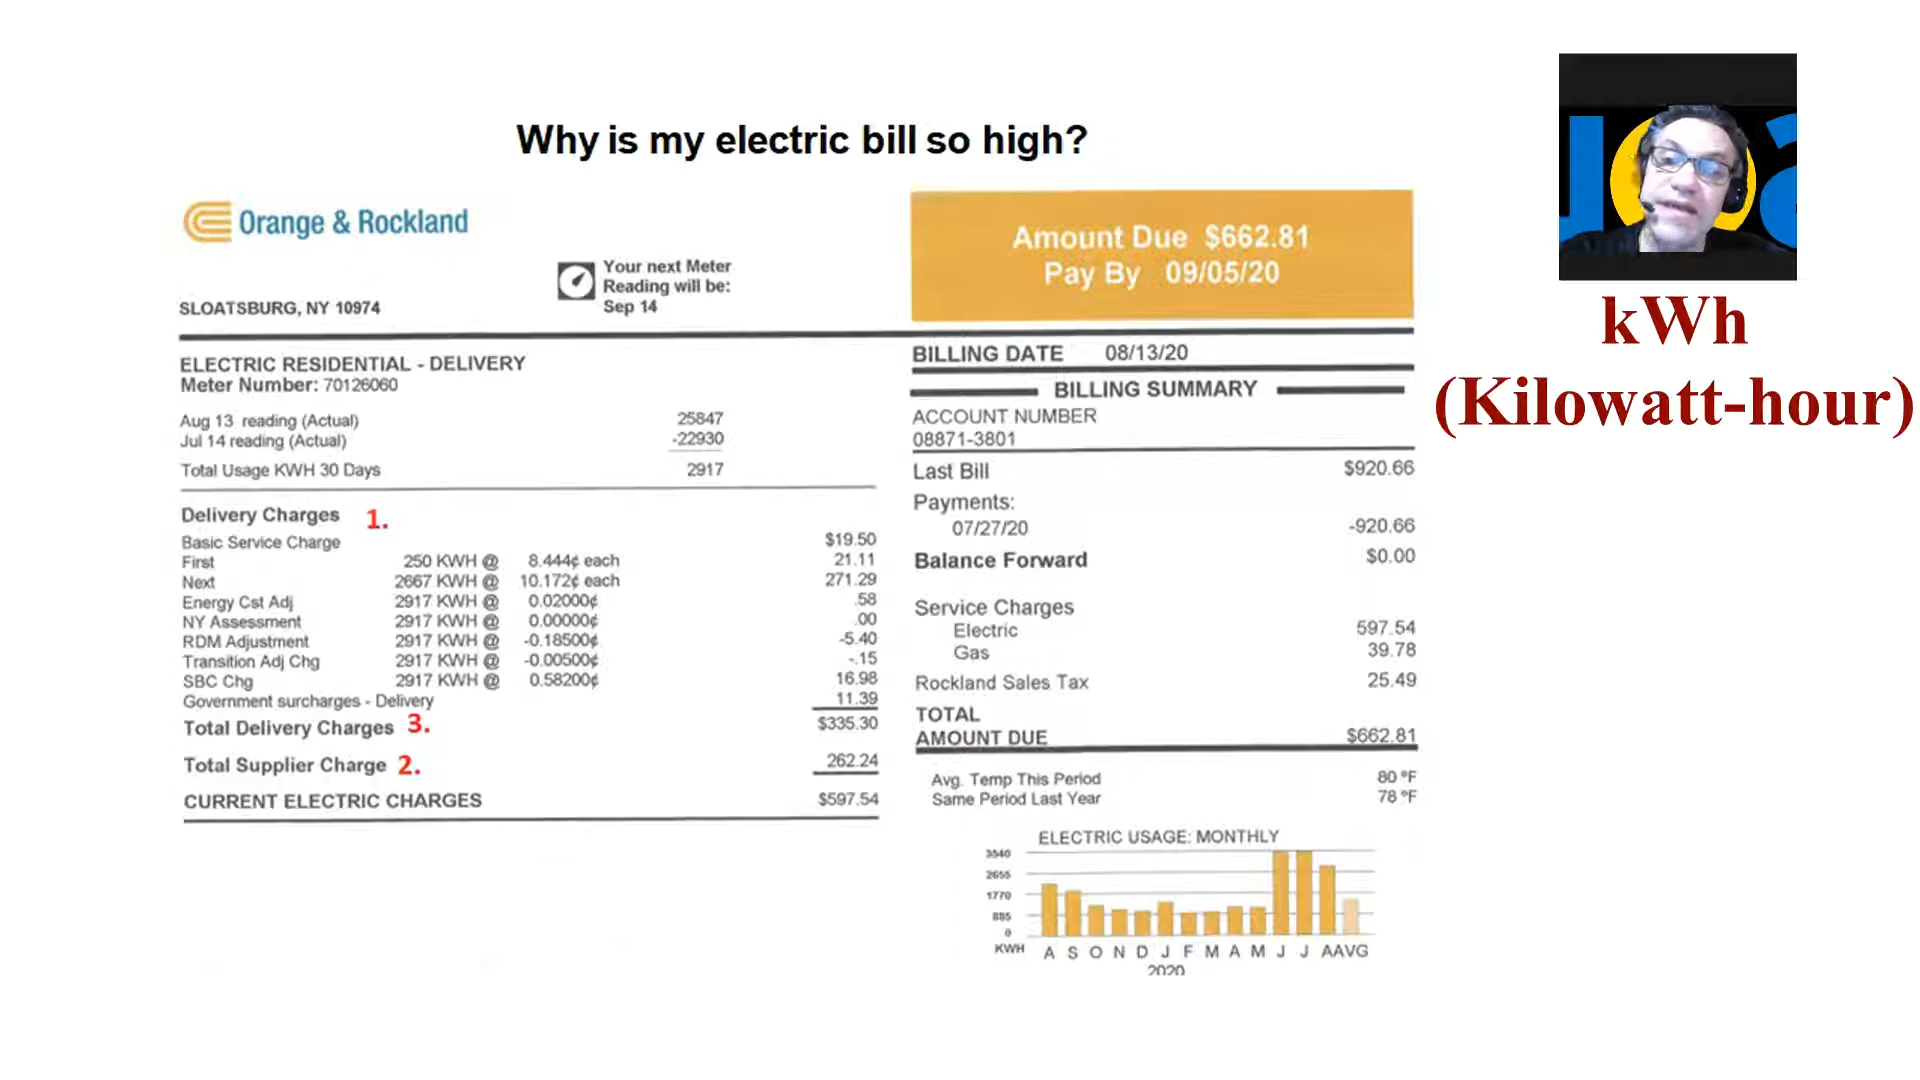 Why is my electric bill so high?
Orange & Rockland
Your next Meter
Reading will be:
Sep 14
SLOATSBURG, NY 10974
Amount Due $662.81
Pay By 09/05/20
kWh
(Kilowatt-hour)
ELECTRIC RESIDENTIAL - DELIVERY
Meter Number: 70126060
Aug 13 reading (Actual) 25847
Jul 14 reading (Actual) -22930
Total Usage KWH 30 Days 2917
Delivery Charges 1.
Basic Service Charge $19.50
First 250 KWH @ 8.444¢ each 21.11
Next 2667 KWH @ 10.172¢ each 271.29
Energy Cst Adj 2917 KWH @ 0.02000¢ .58
NY Assessment 2917 KWH @ 0.00000¢ .00
RDM Adjustment 2917 KWH @ -0.18500¢ -5.40
Transition Adj Chg 2917 KWH @ -0.00500¢ -.15
SBC Chg 2917 KWH @ 0.58200¢ 16.98
Government surcharges - Delivery 11.39
Total Delivery Charges 3. $335.30
Total Supplier Charge 2. 262.24
CURRENT ELECTRIC CHARGES $597.54
BILLING DATE 08/13/20
BILLING SUMMARY
ACCOUNT NUMBER
08871-3801
Last Bill $920.66
Payments:
07/27/20 -920.66
Balance Forward $0.00
Service Charges
Electric 597.54
Gas 39.78
Rockland Sales Tax 25.49
TOTAL
AMOUNT DUE $662.81
Avg. Temp This Period 80 °F
Same Period Last Year 78 °F
ELECTRIC USAGE: MONTHLY
3540
2655
1770
885
0
KWH A S O N D J F M A M J J AAVG
2020